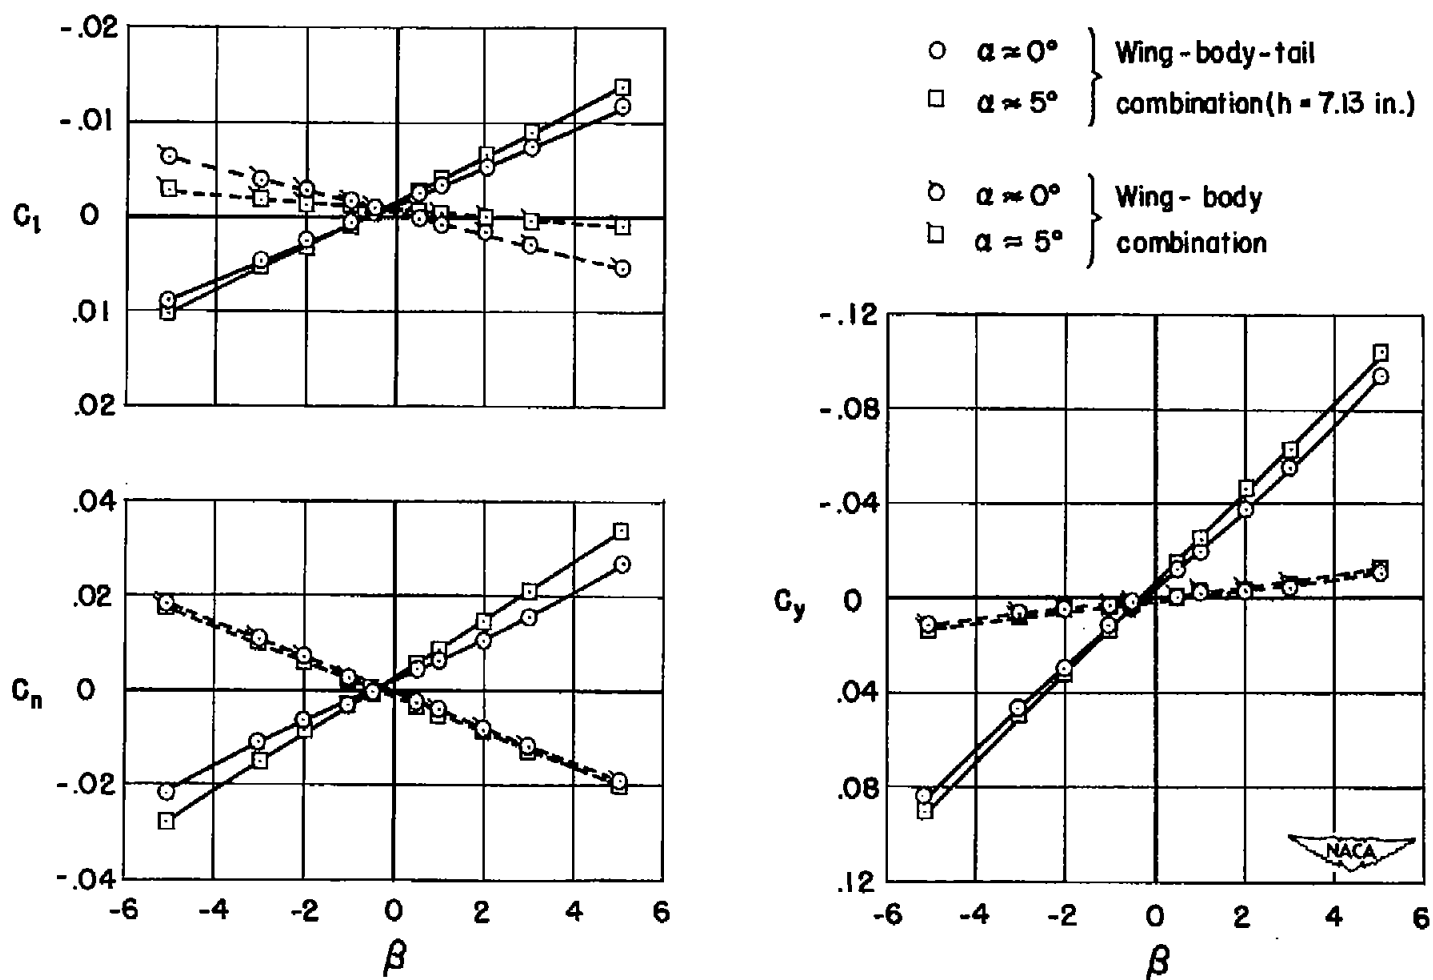 -.02
-.01
C_l 0
.01
.02
α ≈ 0° Wing-body-tail
α ≈ 5° combination (h = 7.13 in.)
α ≈ 0° Wing-body
α ≈ 5° combination
.04
.02
C_n 0
-.02
-.04
-6 -4 -2 0 2 4 6
β
-.12
-.08
-.04
C_y 0
.04
.08
.12
NACA
-6 -4 -2 0 2 4 6
β